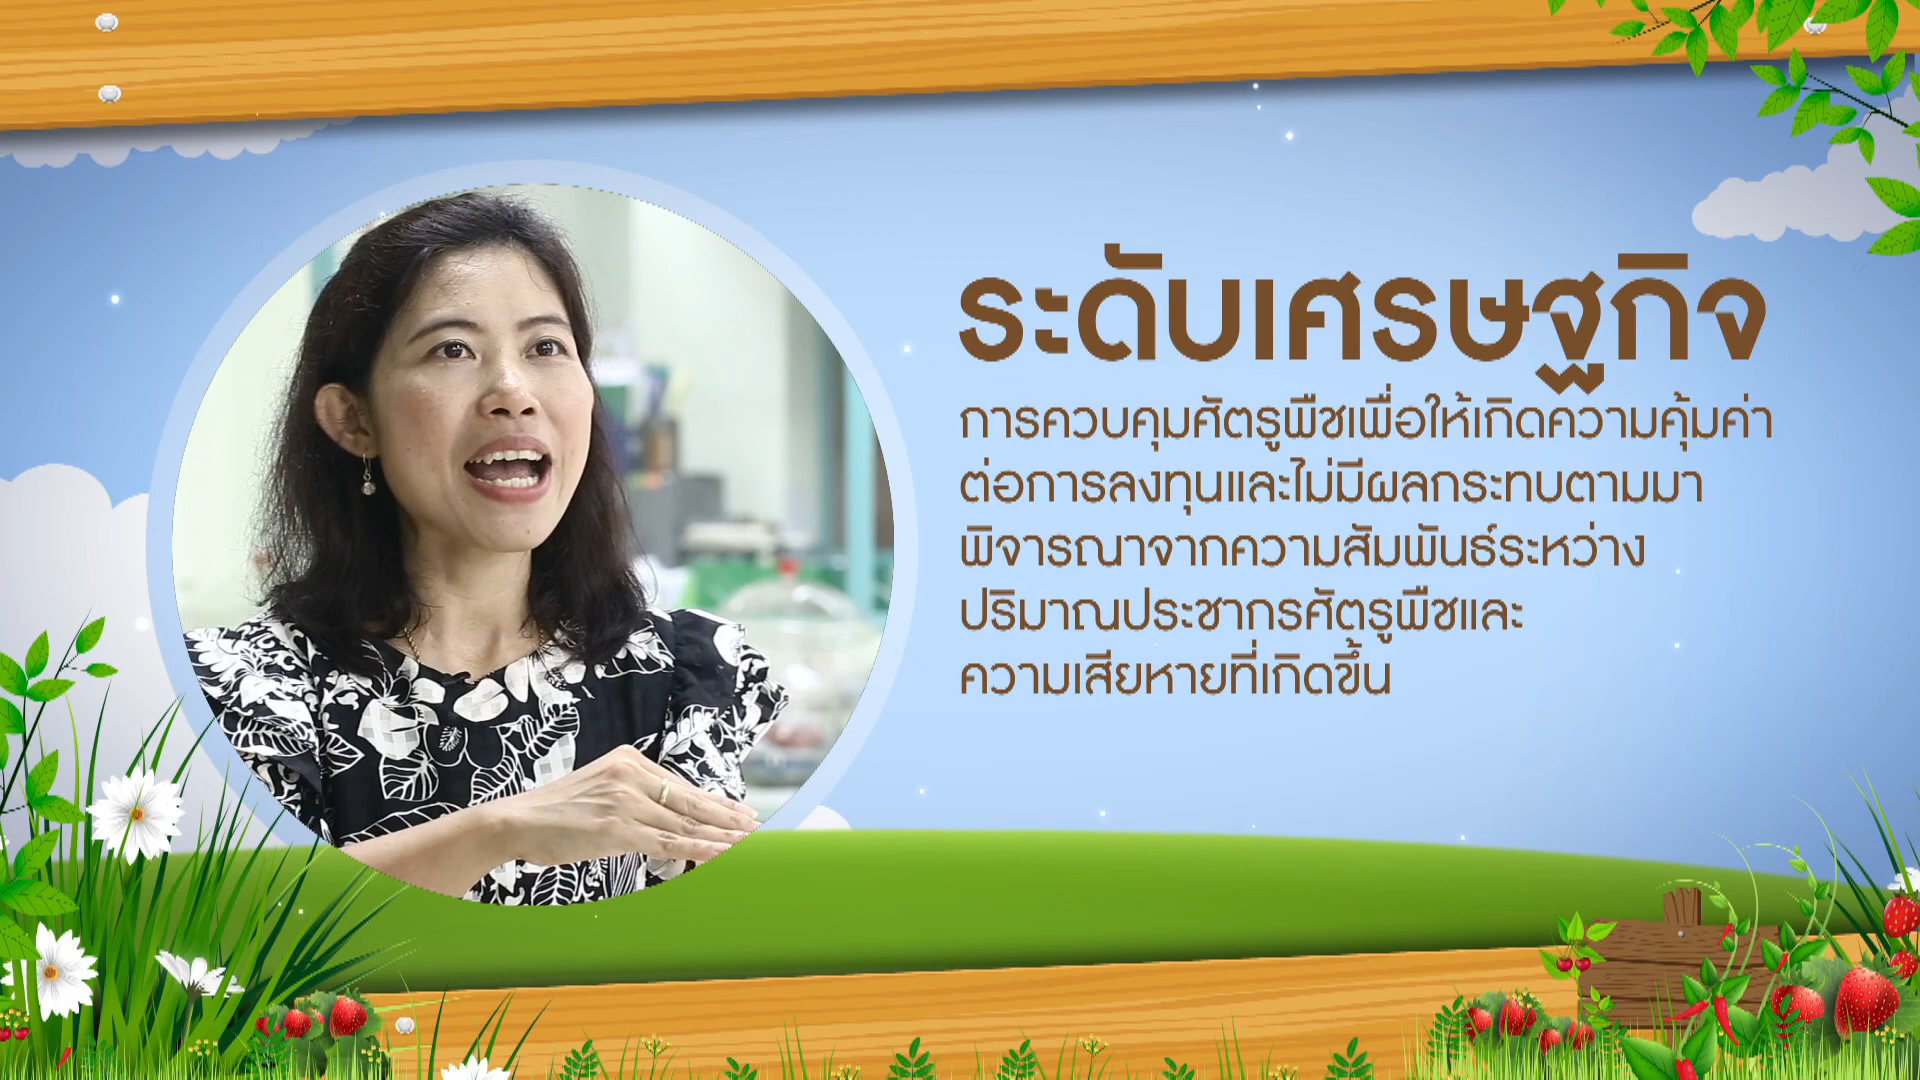 ระดับเศรษฐกิจ
การควบคุมศัตรูพืชเพื่อให้เกิดความคุ้มค่า
ต่อการลงทุนและไม่มีผลกระทบตามมา
พิจารณาจากความสัมพันธ์ระหว่าง
ปริมาณประชากรศัตรูพืชและ
ความเสียหายที่เกิดขึ้น